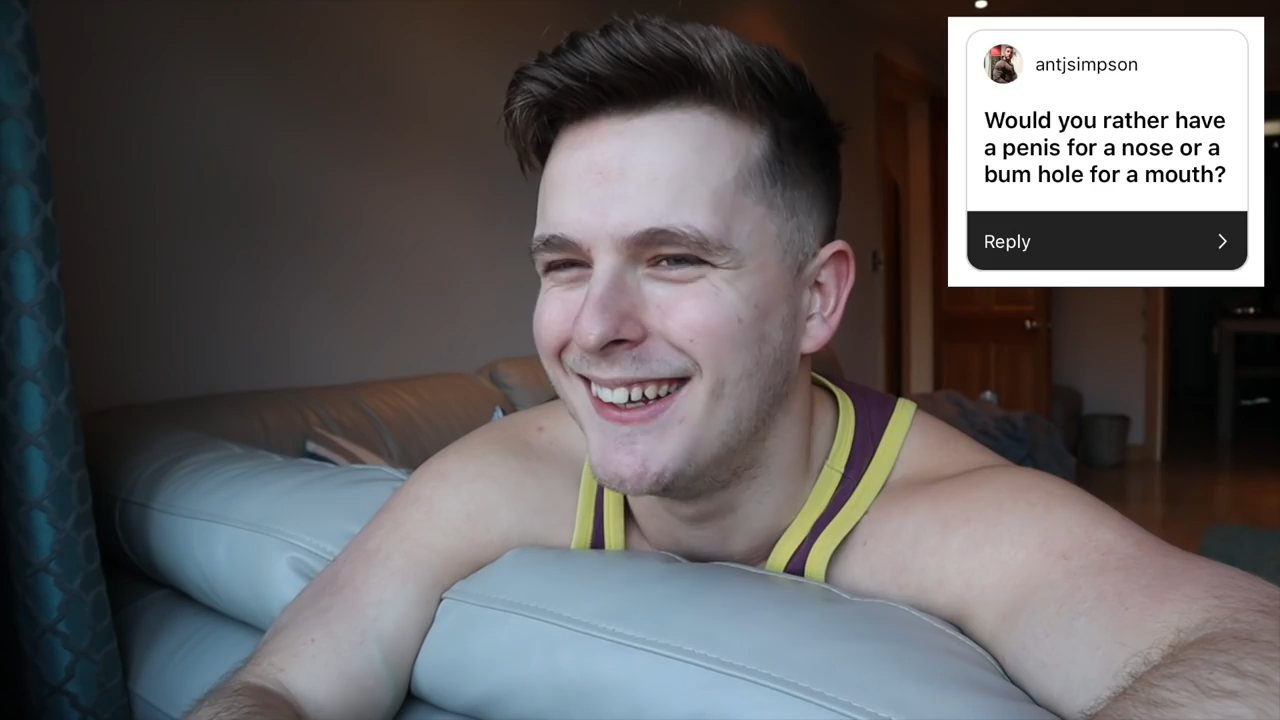 antjsimpson
Would you rather have
a penis for a nose or a
bum hole for a mouth?
Reply